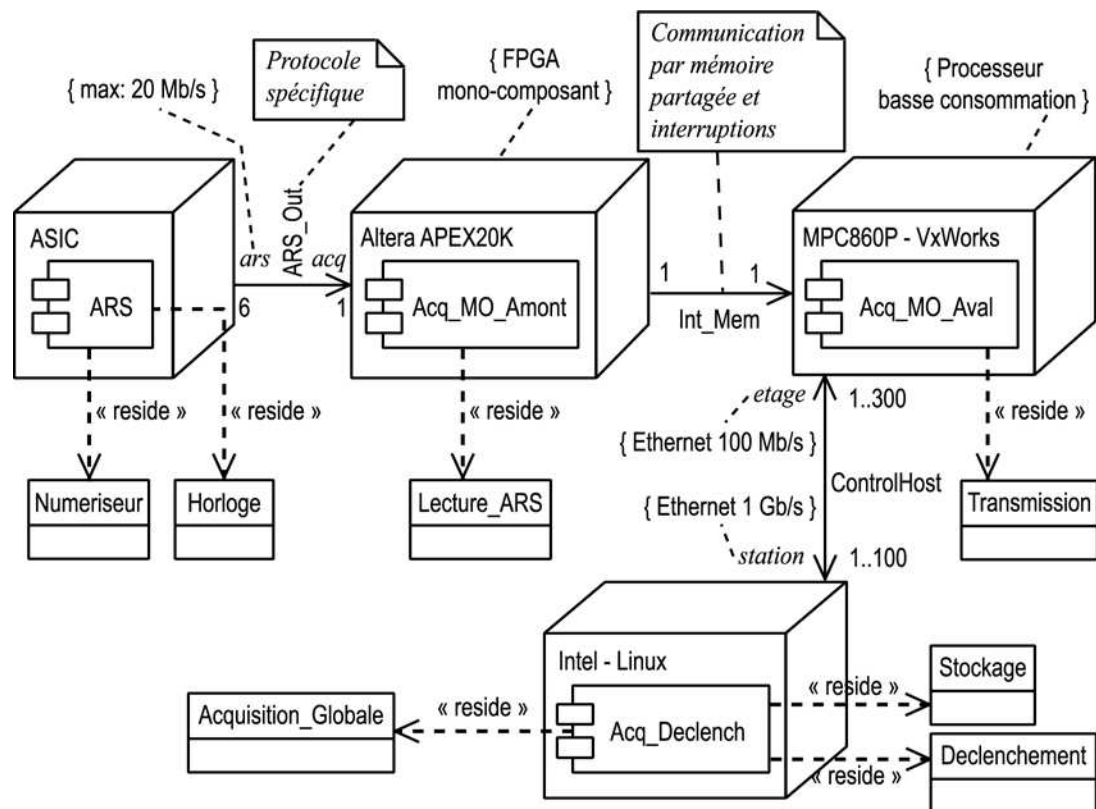 Protocole
spécifique
{ max: 20 Mb/s }
{ FPGA
mono-composant }
Communication
par mémoire
partagée et
interruptions
{ Processeur
basse consommation }
ASIC
ARS
ars
ARS_Out
acq
6
1
Altera APEX20K
Acq_MO_Amont
1
1
Int_Mem
MPC860P - VxWorks
Acq_MO_Aval
« reside »
« reside »
« reside »
« reside »
Numeriseur
Horloge
Lecture_ARS
Transmission
etage
1..300
{ Ethernet 100 Mb/s }
ControlHost
{ Ethernet 1 Gb/s }
station
1..100
Intel - Linux
Acq_Declench
« reside »
Acquisition_Globale
« reside »
Stockage
« reside »
Declenchement